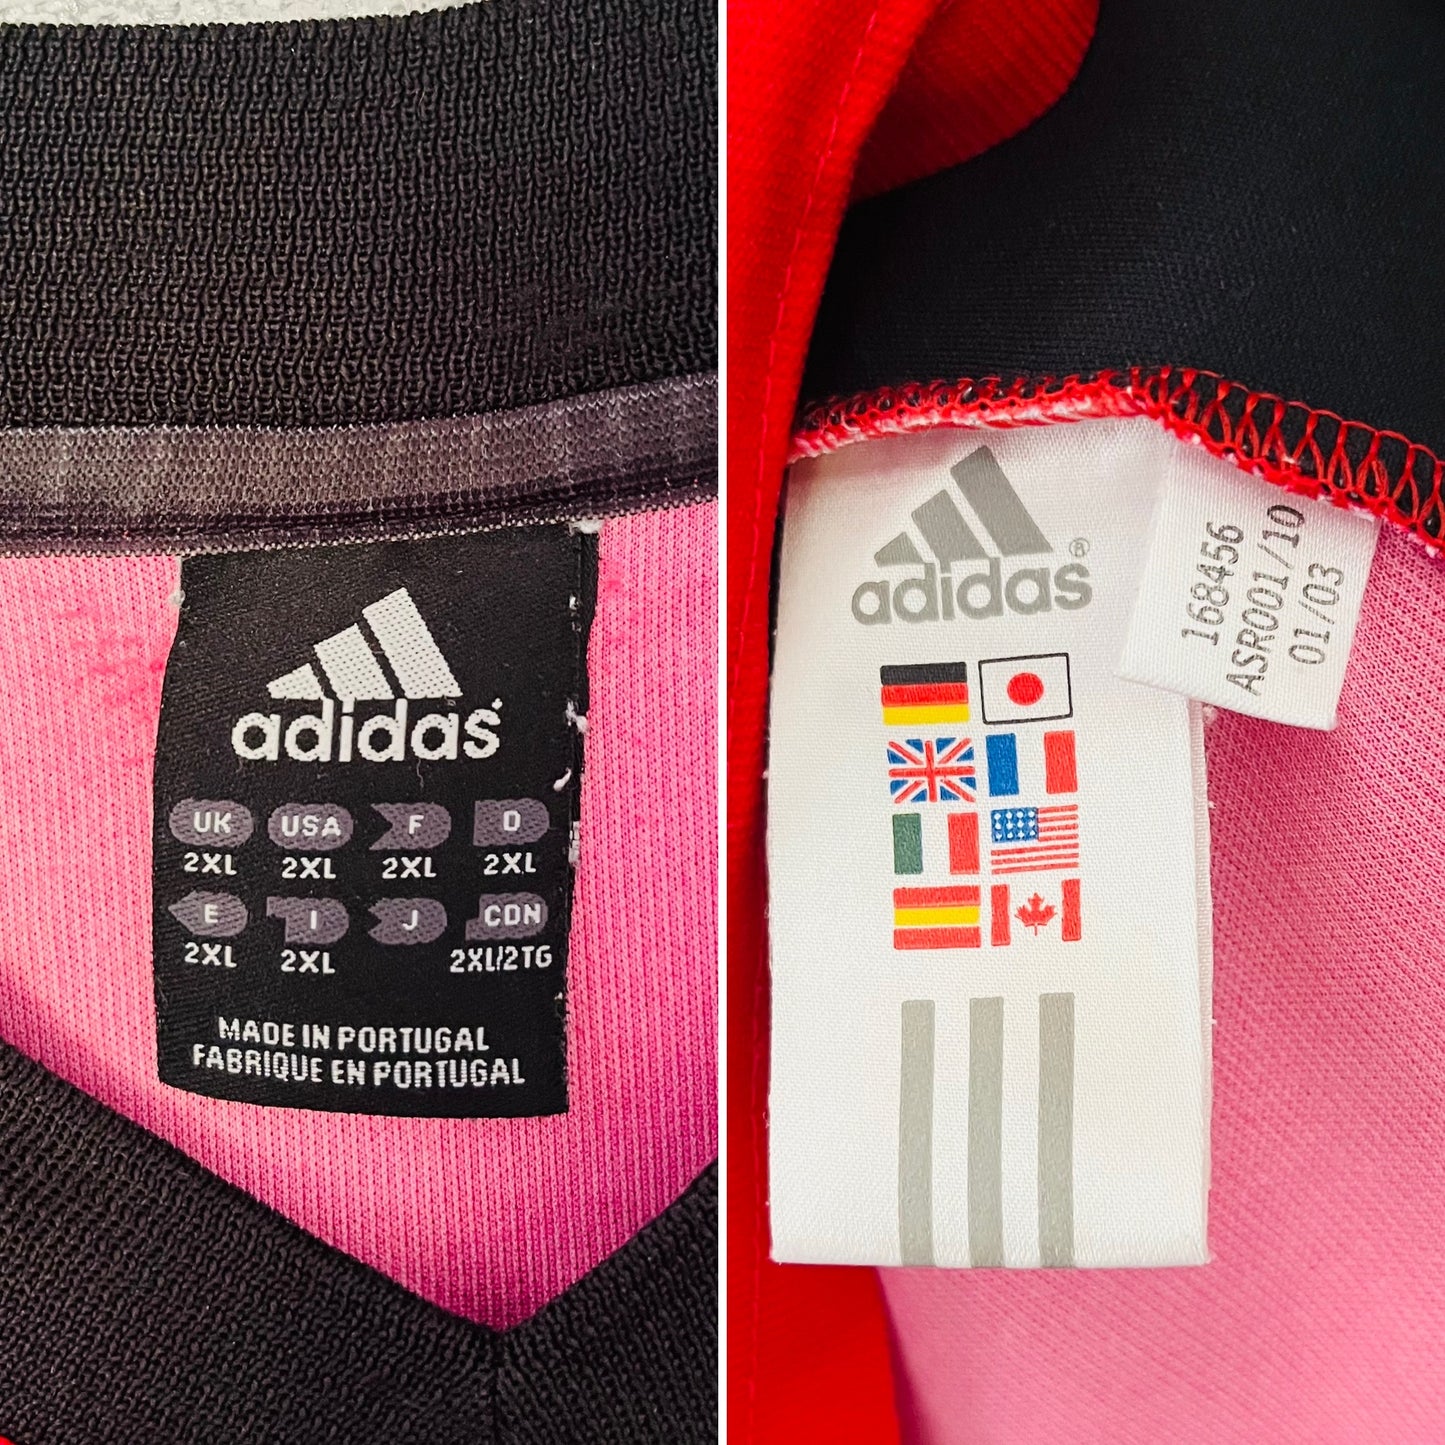 adidas
UK USA F D
2XL 2XL 2XL 2XL
E I J CDN
2XL 2XL 2XL/2TG
MADE IN PORTUGAL
FABRIQUE EN PORTUGAL
adidas®
168456
ASR001/10
01/03